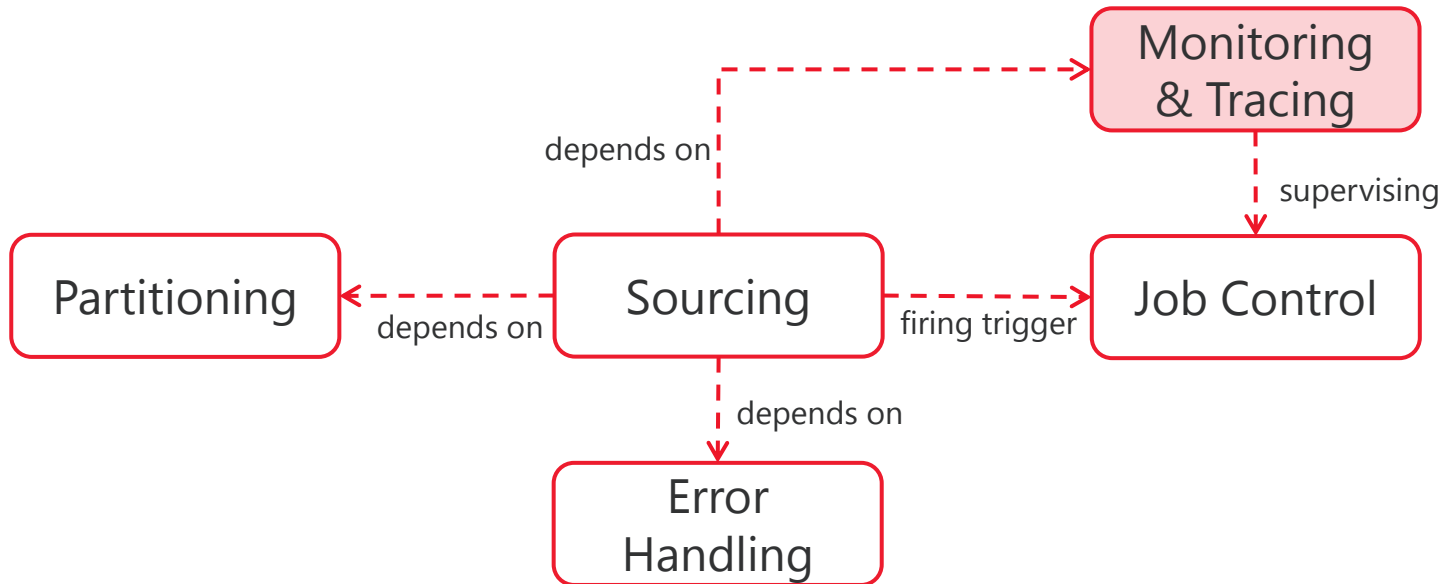 Monitoring
& Tracing
depends on
supervising
Partitioning
Sourcing
Job Control
depends on
firing trigger
depends on
Error
Handling